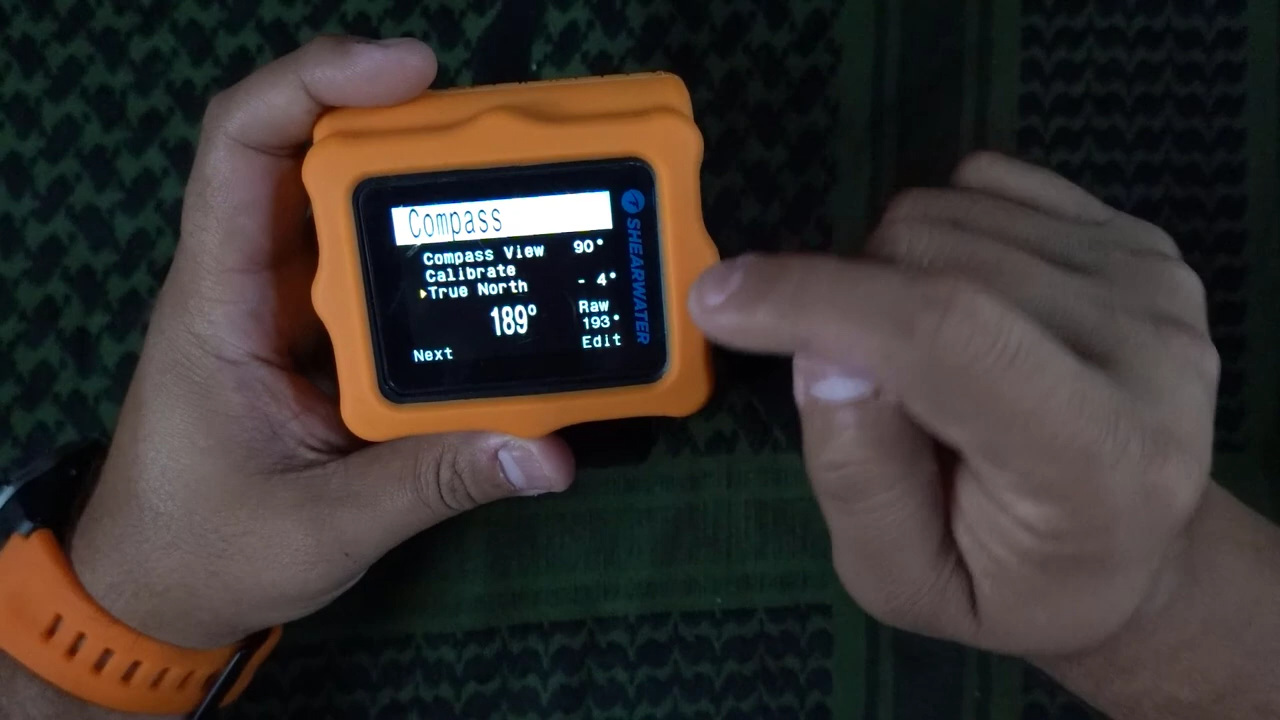 Compass
Compass View 90°
Calibrate
True North - 4°
189°
Raw
193°
Next
Edit
SHEARWATER